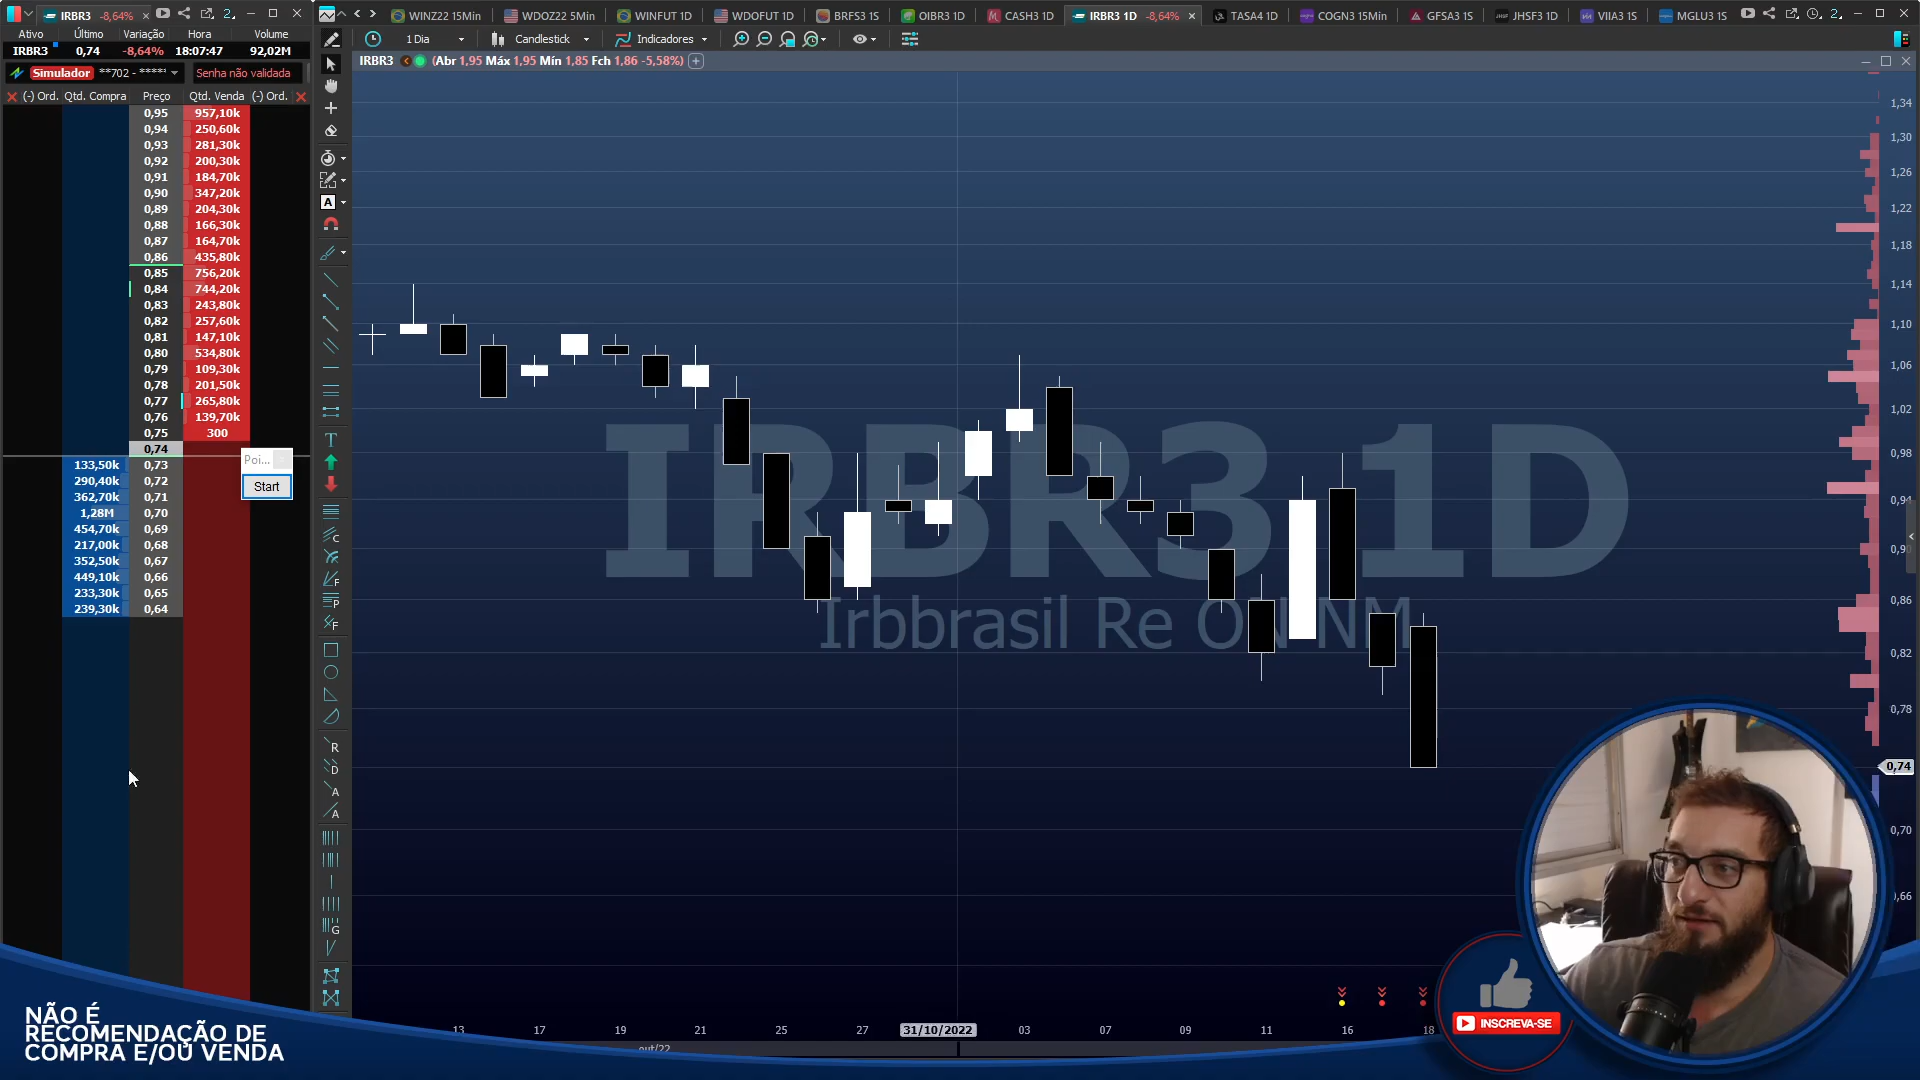 IRBR3 -8,64%
Ativo Último Variação Hora Volume
IRBR3 0,74 -8,64% 18:07:47 92,02M
Simulador **702 - ****' Senha não validada
(-) Ord. Qtd. Compra Preço Qtd. Venda (-) Ord.
0,95 957,10k
0,94 250,60k
0,93 281,30k
0,92 200,30k
0,91 184,70k
0,90 347,20k
0,89 204,30k
0,88 166,30k
0,87 164,70k
0,86 435,80k
0,85 756,20k
0,84 744,20k
0,83 243,80k
0,82 257,60k
0,81 147,10k
0,80 534,80k
0,79 109,30k
0,78 201,50k
0,77 265,80k
0,76 139,70k
0,75 300
0,74
133,50k 0,73
290,40k 0,72
362,70k 0,71
1,28M 0,70
454,70k 0,69
217,00k 0,68
352,50k 0,67
449,10k 0,66
233,30k 0,65
239,30k 0,64
Poi...
Start
WINZ22 15Min WDOZ22 5Min WINFUT 1D WDOFUT 1D BRFS3 1S OIBR3 1D CASH3 1D IRBR3 1D -8,64% TASA4 1D COGN3 15Min GFSA3 1S JHSF3 1D VIIA3 1S MGLU3 1S 2.
1 Dia Candlestick Indicadores
IRBR3 (Abr 1,95 Máx 1,95 Mín 1,85 Fch 1,86 -5,58%)
IRBR3 1D
Irbbrasil Re ON NM
1,34
1,30
1,26
1,22
1,18
1,14
1,10
1,06
1,02
0,98
0,94
0,90
0,86
0,82
0,78
0,74
0,70
0,66
13 17 19 21 25 27 31/10/2022 03 07 09 11 16 18
out/22
NÃO É
RECOMENDAÇÃO DE
COMPRA E/OU VENDA
INSCREVA-SE